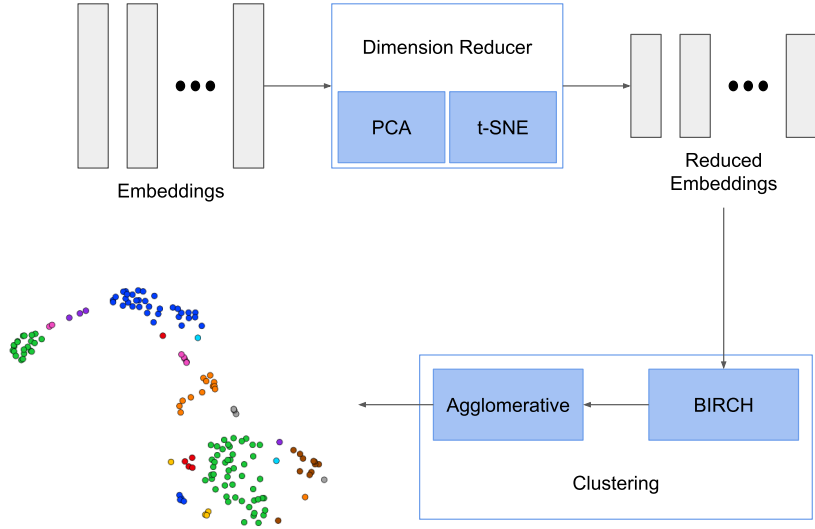 Dimension Reducer
PCA
t-SNE
Embeddings
Reduced
Embeddings
Agglomerative
BIRCH
Clustering